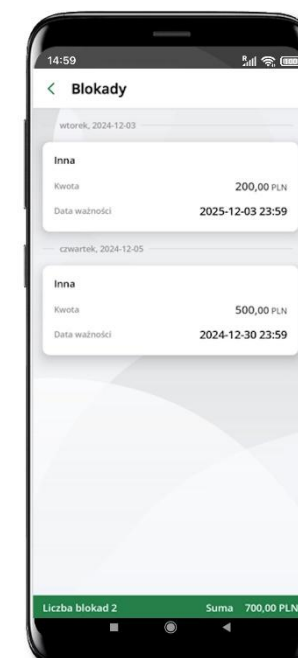 14:59
Blokady
wtorek, 2024-12-03
Inna
Kwota 200,00 PLN
Data ważności 2025-12-03 23:59
czwartek, 2024-12-05
Inna
Kwota 500,00 PLN
Data ważności 2024-12-30 23:59
Liczba blokad 2 Suma 700,00 PLN